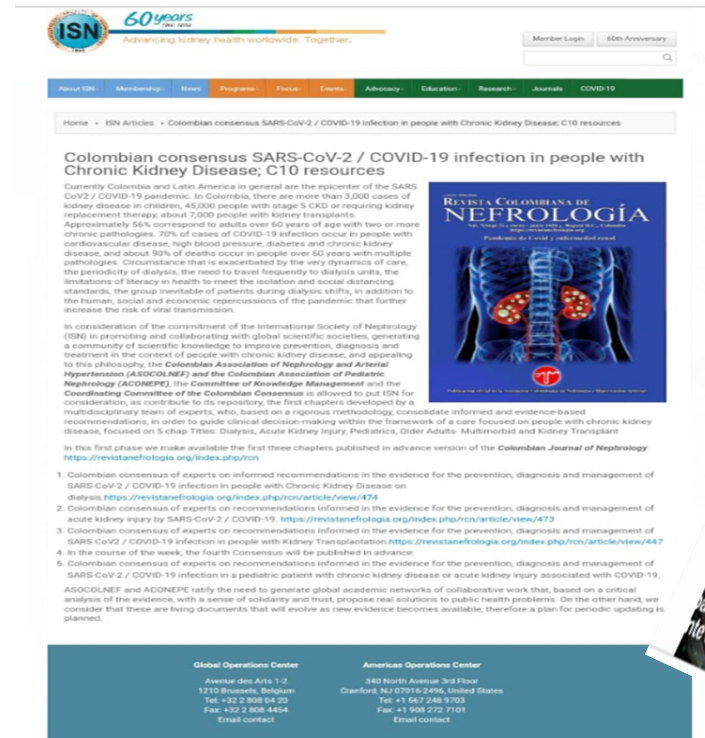 ISN
60 years
1960 - 2020
Advancing kidney health worldwide. Together.
Member Login
60th Anniversary
About ISN
Membership
News
Programs
Focus
Events
Advocacy
Education
Research
Journals
COVID-19
Home • ISN Articles • Colombian consensus SARS-CoV-2 / COVID-19 infection in people with Chronic Kidney Disease; C10 resources
Colombian consensus SARS-CoV-2 / COVID-19 infection in people with
Chronic Kidney Disease; C10 resources
Currently Colombia and Latin America in general are the epicenter of the SARS
CoV2 / COVID-19 pandemic. In Colombia, there are more than 3,000 cases of
kidney disease in children, 45,000 people with stage 5 CKD or requiring kidney
replacement therapy, about 7,000 people with kidney transplants.
Approximately 56% correspond to adults over 60 years of age with two or more
chronic pathologies. 70% of cases of COVID-19 infection occur in people with
cardiovascular disease, high blood pressure, diabetes and chronic kidney
disease, and about 90% of deaths occur in people over 60 years with multiple
pathologies. Circumstance that is exacerbated by the very dynamics of care,
the periodicity of dialysis, the need to travel frequently to dialysis units, the
limitations of literacy in health to meet the isolation and social distancing
standards, the group inevitable of patients during dialysis shifts, in addition to
the human, social and economic repercussions of the pandemic that further
increase the risk of viral transmission.
REVISTA COLOMBIANA DE
NEFROLOGÍA
https://revistanefrologia.org
Pandemia de Covid y enfermedad renal
Publicación Oficial de la Asociación Colombiana de Nefrología e Hipertensión Arterial
In consideration of the commitment of the International Society of Nephrology
(ISN) in promoting and collaborating with global scientific societies, generating
a community of scientific knowledge to improve prevention, diagnosis and
treatment in the context of people with chronic kidney disease, and appealing
to this philosophy, the Colombian Association of Nephrology and Arterial
Hypertension (ASOCOLNEF) and the Colombian Association of Pediatric
Nephrology (ACONEPE), the Committee of Knowledge Management and the
Coordinating Committee of the Colombian Consensus is allowed to put ISN for
consideration, as contribute to its repository, the first chapters developed by a
multidisciplinary team of experts, who, based on a rigorous methodology, consolidate informed and evidence-based
recommendations, in order to guide clinical decision-making within the framework of a care focused on people with chronic kidney
disease, focused on 5 chap Titles: Dialysis, Acute Kidney Injury, Pediatrics, Older Adults- Multimorbid and Kidney Transplant
In this first phase we make available the first three chapters published in advance version of the Colombian Journal of Nephrology:
https://revistanefrologia.org/index.php/rcn
1. Colombian consensus of experts on informed recommendations in the evidence for the prevention, diagnosis and management of
SARS-CoV-2 / COVID-19 infection in people with Chronic Kidney Disease on
dialysis.https://revistanefrologia.org/index.php/rcn/article/view/474
2. Colombian consensus of experts on recommendations informed in the evidence for the prevention, diagnosis and management of
acute kidney injury by SARS-CoV-2 / COVID-19. https://revistanefrologia.org/index.php/rcn/article/view/473
3. Colombian consensus of experts on recommendations informed in the evidence for the prevention, diagnosis and management of
SARS CoV2 / COVID-19 infection in people with Kidney Transplantation.https://revistanefrologia.org/index.php/rcn/article/view/447
4. In the course of the week, the fourth Consensus will be published in advance:
5. Colombian consensus of experts on recommendations informed in the evidence for the prevention, diagnosis and management of
SARS-CoV-2 / COVID-19 infection in a pediatric patient with chronic kidney disease or acute kidney injury associated with COVID-19.
ASOCOLNEF and ACONEPE ratify the need to generate global academic networks of collaborative work that, based on a critical
analysis of the evidence, with a sense of solidarity and trust, propose real solutions to public health problems. On the other hand, we
consider that these are living documents that will evolve as new evidence becomes available, therefore a plan for periodic updating is
planned.
Global Operations Center
Avenue des Arts 1-2
1210 Brussels, Belgium
Tel: +32 2 808 04 20
Fax: +32 2 808 4454
Email contact
Americas Operations Center
340 North Avenue 3rd Floor
Cranford, NJ 07016-2496, United States
Tel: +1 567 248 9703
Fax: +1 908 272 7101
Email contact